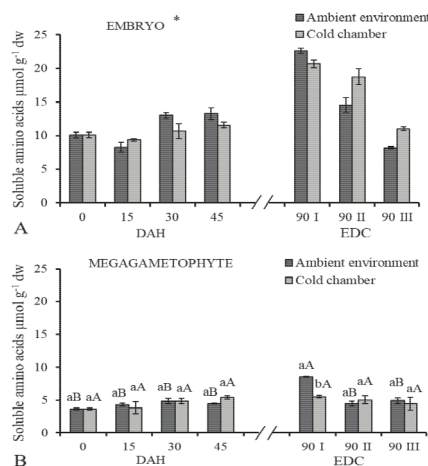 EMBRYO *
Ambient environment
Cold chamber
Soluble amino acids µmol g⁻¹ dw
25
20
15
10
5
0
0 15 30 45 90 I 90 II 90 III
A DAH EDC
MEGAGAMETOPHYTE
Ambient environment
Cold chamber
Soluble amino acids µmol g⁻¹ dw
25
20
15
10
5
0
aB aA aB aA aB aA aB aA aA bA aB aA aB aA
0 15 30 45 90 I 90 II 90 III
B DAH EDC